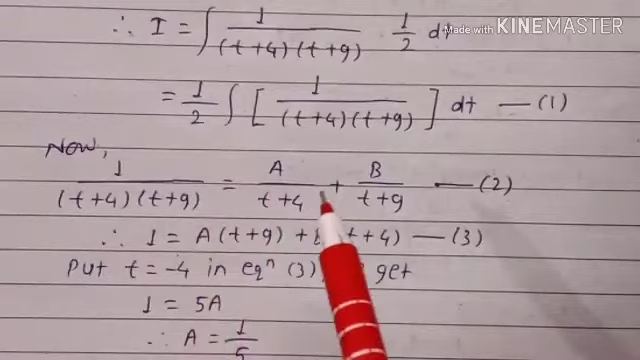 ∴ I = ∫ 1/((t+4)(t+9)) 1/2 dt
Made with KINEMASTER
= 1/2 ∫ [ 1/((t+4)(t+9)) ] dt — (1)
Now,
1/((t+4)(t+9)) = A/(t+4) + B/(t+9) — (2)
∴ 1 = A(t+9) + t+4) — (3)
Put t = -4 in eqⁿ (3), get
1 = 5A
∴ A = 1/5